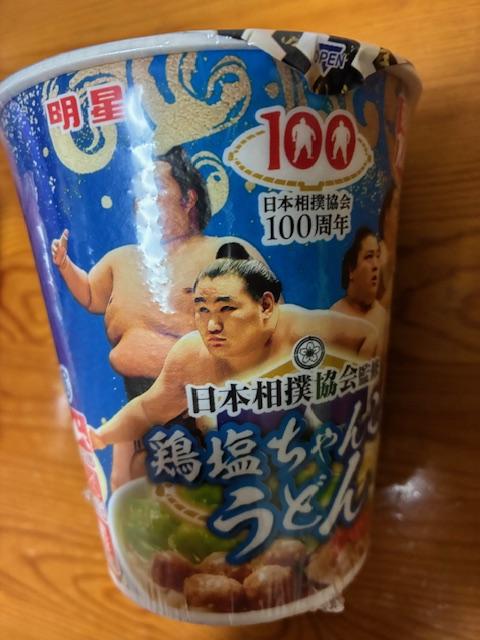 OPEN
明星
100
日本相撲協会
100周年
日本相撲協会監修
鶏塩ちゃんこ
うどん